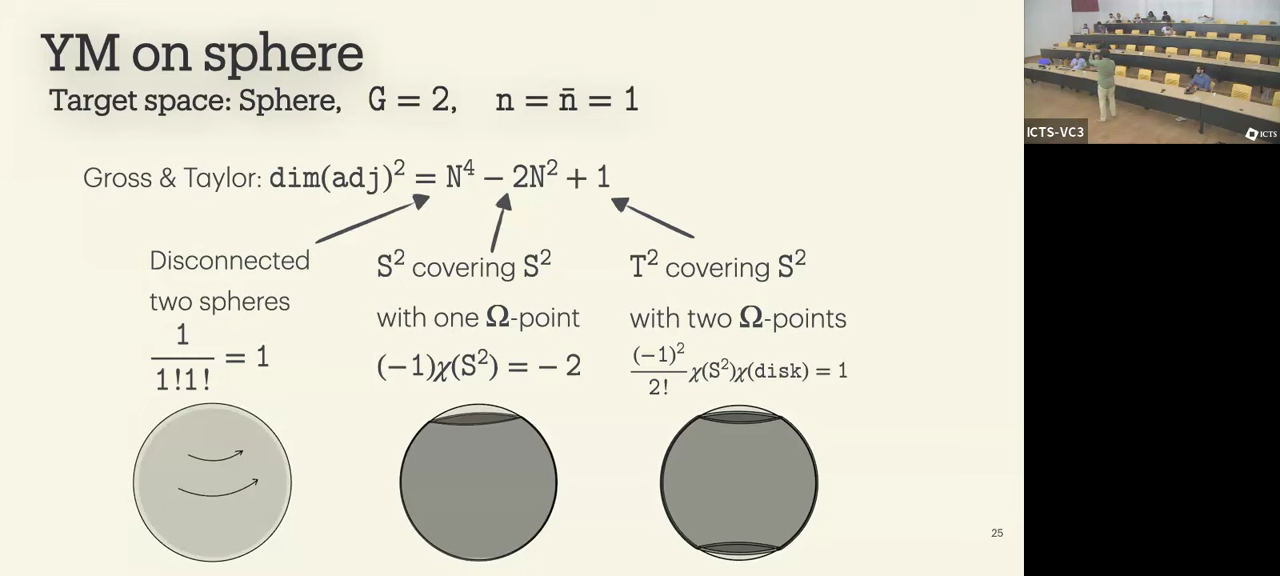 YM on sphere
Target space: Sphere, G = 2, n = n̄ = 1
Gross & Taylor: dim(adj)² = N⁴ − 2N² + 1
Disconnected
two spheres
1
1!1!
= 1
S² covering S²
with one Ω-point
(−1)χ(S²) = − 2
T² covering S²
with two Ω-points
(−1)²
2!
χ(S²)χ(disk) = 1
25
ICTS-VC3
ICTS